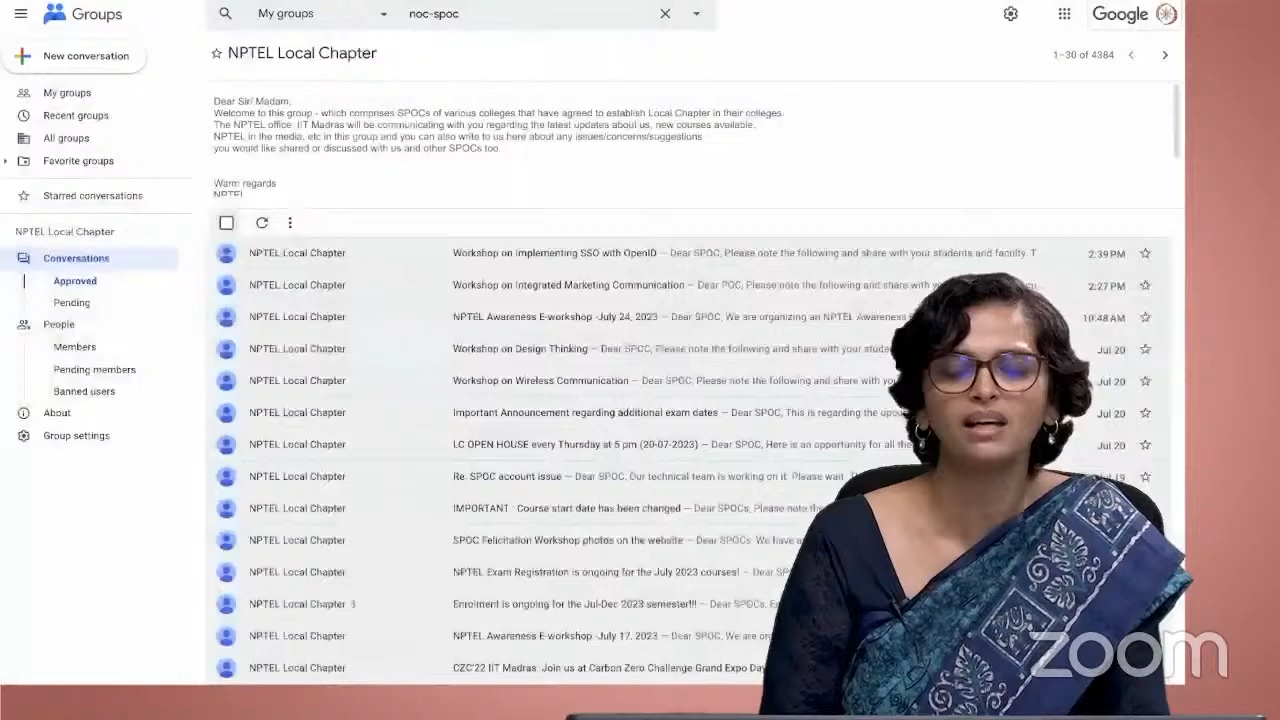 Groups
My groups
noc-spoc
Google
New conversation
NPTEL Local Chapter
1–30 of 4384
My groups
Recent groups
All groups
Favorite groups
Starred conversations
NPTEL Local Chapter
Conversations
Approved
Pending
People
Members
Pending members
Banned users
About
Group settings
Dear Sir/ Madam,
Welcome to this group - which comprises SPOCs of various colleges that have agreed to establish Local Chapter in their colleges.
The NPTEL office IIT Madras will be communicating with you regarding the latest updates about us, new courses available,
NPTEL in the media, etc in this group and you can also write to us here about any issues/concerns/suggestions
you would like shared or discussed with us and other SPOCs too.
Warm regards
NPTEL
NPTEL Local Chapter Workshop on Implementing SSO with OpenID – Dear SPOC, Please note the following and share with your students and faculty. T 2:39 PM
NPTEL Local Chapter Workshop on Integrated Marketing Communication – Dear POC, Please note the following and share with 2:27 PM
NPTEL Local Chapter NPTEL Awareness E-workshop -July 24, 2023 – Dear SPOC, We are organizing an NPTEL Awareness 10:48 AM
NPTEL Local Chapter Workshop on Design Thinking – Dear SPOC, Please note the following and share with your Jul 20
NPTEL Local Chapter Workshop on Wireless Communication – Dear SPOC, Please note the following and share with Jul 20
NPTEL Local Chapter Important Announcement regarding additional exam dates – Dear SPOC, This is regarding the Jul 20
NPTEL Local Chapter LC OPEN HOUSE every Thursday at 5 pm (20-07-2023) – Dear SPOC, Here is an opportunity for all the Jul 20
NPTEL Local Chapter Re: SPOC account issue – Dear SPOC, Our technical team is working on it. Please wait. Jul 19
NPTEL Local Chapter IMPORTANT : Course start date has been changed – Dear SPOCs, Please note the
NPTEL Local Chapter SPOC Felicitation Workshop photos on the website – Dear SPOCs, We have
NPTEL Local Chapter NPTEL Exam Registration is ongoing for the July 2023 courses! – Dear
NPTEL Local Chapter 3 Enrolment is ongoing for the Jul-Dec 2023 semester!!! – Dear SPOCs,
NPTEL Local Chapter NPTEL Awareness E-workshop -July 17, 2023 – Dear SPOC, We are
NPTEL Local Chapter CZC'22 IIT Madras: Join us at Carbon Zero Challenge Grand Expo Day
zoom